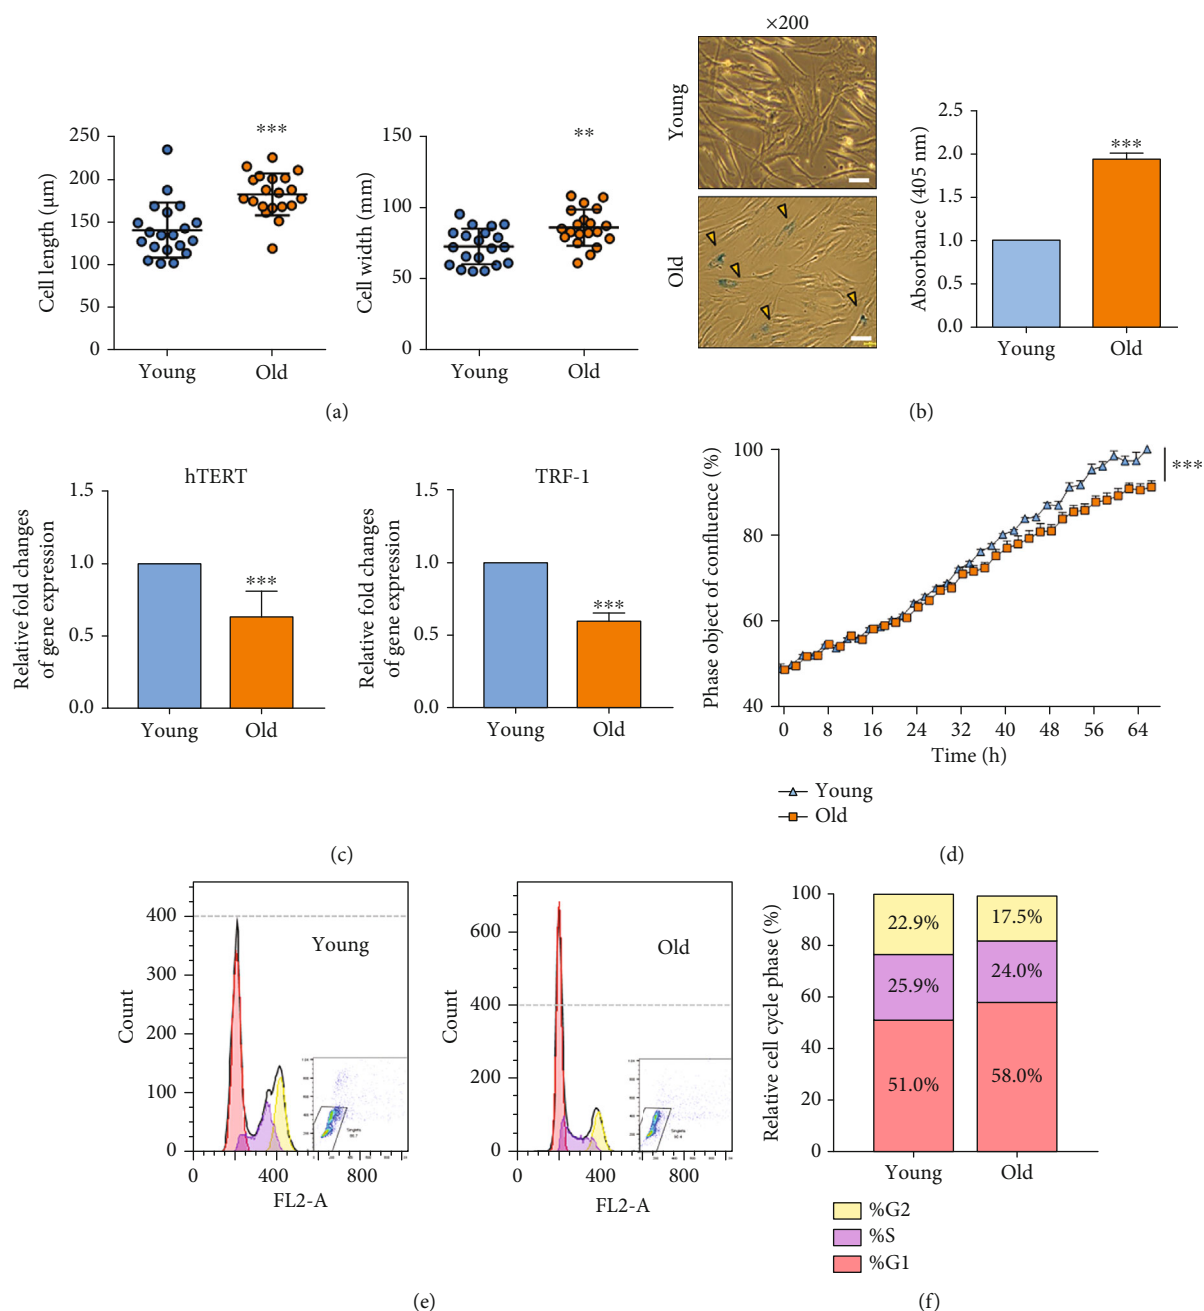 ×200
Young
Old
250
200
150
100
50
0
Cell length (µm)
***
Young
Old
150
100
50
0
Cell width (mm)
**
Young
Old
(a)
2.5
2.0
1.5
1.0
0.5
0.0
Absorbance (405 nm)
***
Young
Old
(b)
hTERT
1.5
1.0
0.5
0.0
Relative fold changes
of gene expression
***
Young
Old
TRF-1
1.5
1.0
0.5
0.0
Relative fold changes
of gene expression
***
Young
Old
(c)
100
80
60
40
Phase object of confluence (%)
***
0 8 16 24 32 40 48 56 64
Time (h)
Young
Old
(d)
400
300
200
100
0
Count
Young
0 400 800
FL2-A
600
400
200
0
Count
Old
0 400 800
FL2-A
(e)
100
80
60
40
20
0
Relative cell cycle phase (%)
22.9%
25.9%
51.0%
17.5%
24.0%
58.0%
Young
Old
%G2
%S
%G1
(f)